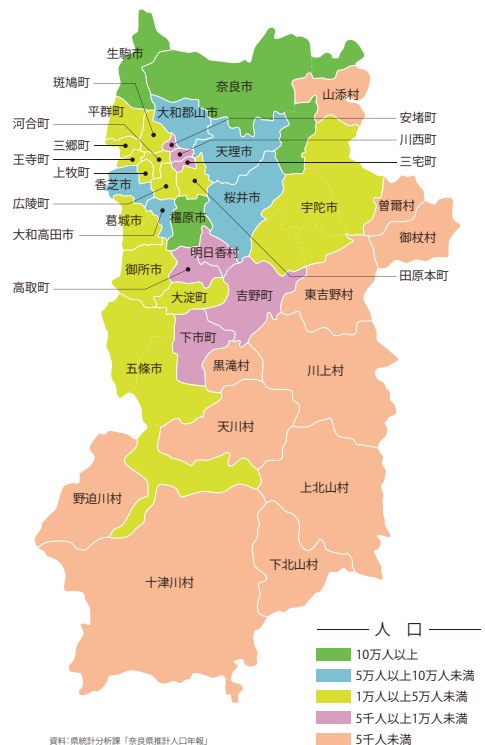 生駒市
奈良市
斑鳩町
山添村
平群町
大和郡山市
河合町
安堵町
三郷町
川西町
王寺町
天理市
三宅町
上牧町
香芝市
桜井市
広陵町
宇陀市
曽爾村
葛城市
橿原市
大和高田市
御杖村
明日香村
御所市
田原本町
高取町
大淀町
吉野町
東吉野村
下市町
黒滝村
五條市
川上村
天川村
上北山村
野迫川村
下北山村
十津川村
人 口
10万人以上
5万人以上10万人未満
1万人以上5万人未満
5千人以上1万人未満
5千人未満
資料:県統計分析課「奈良県推計人口年報」